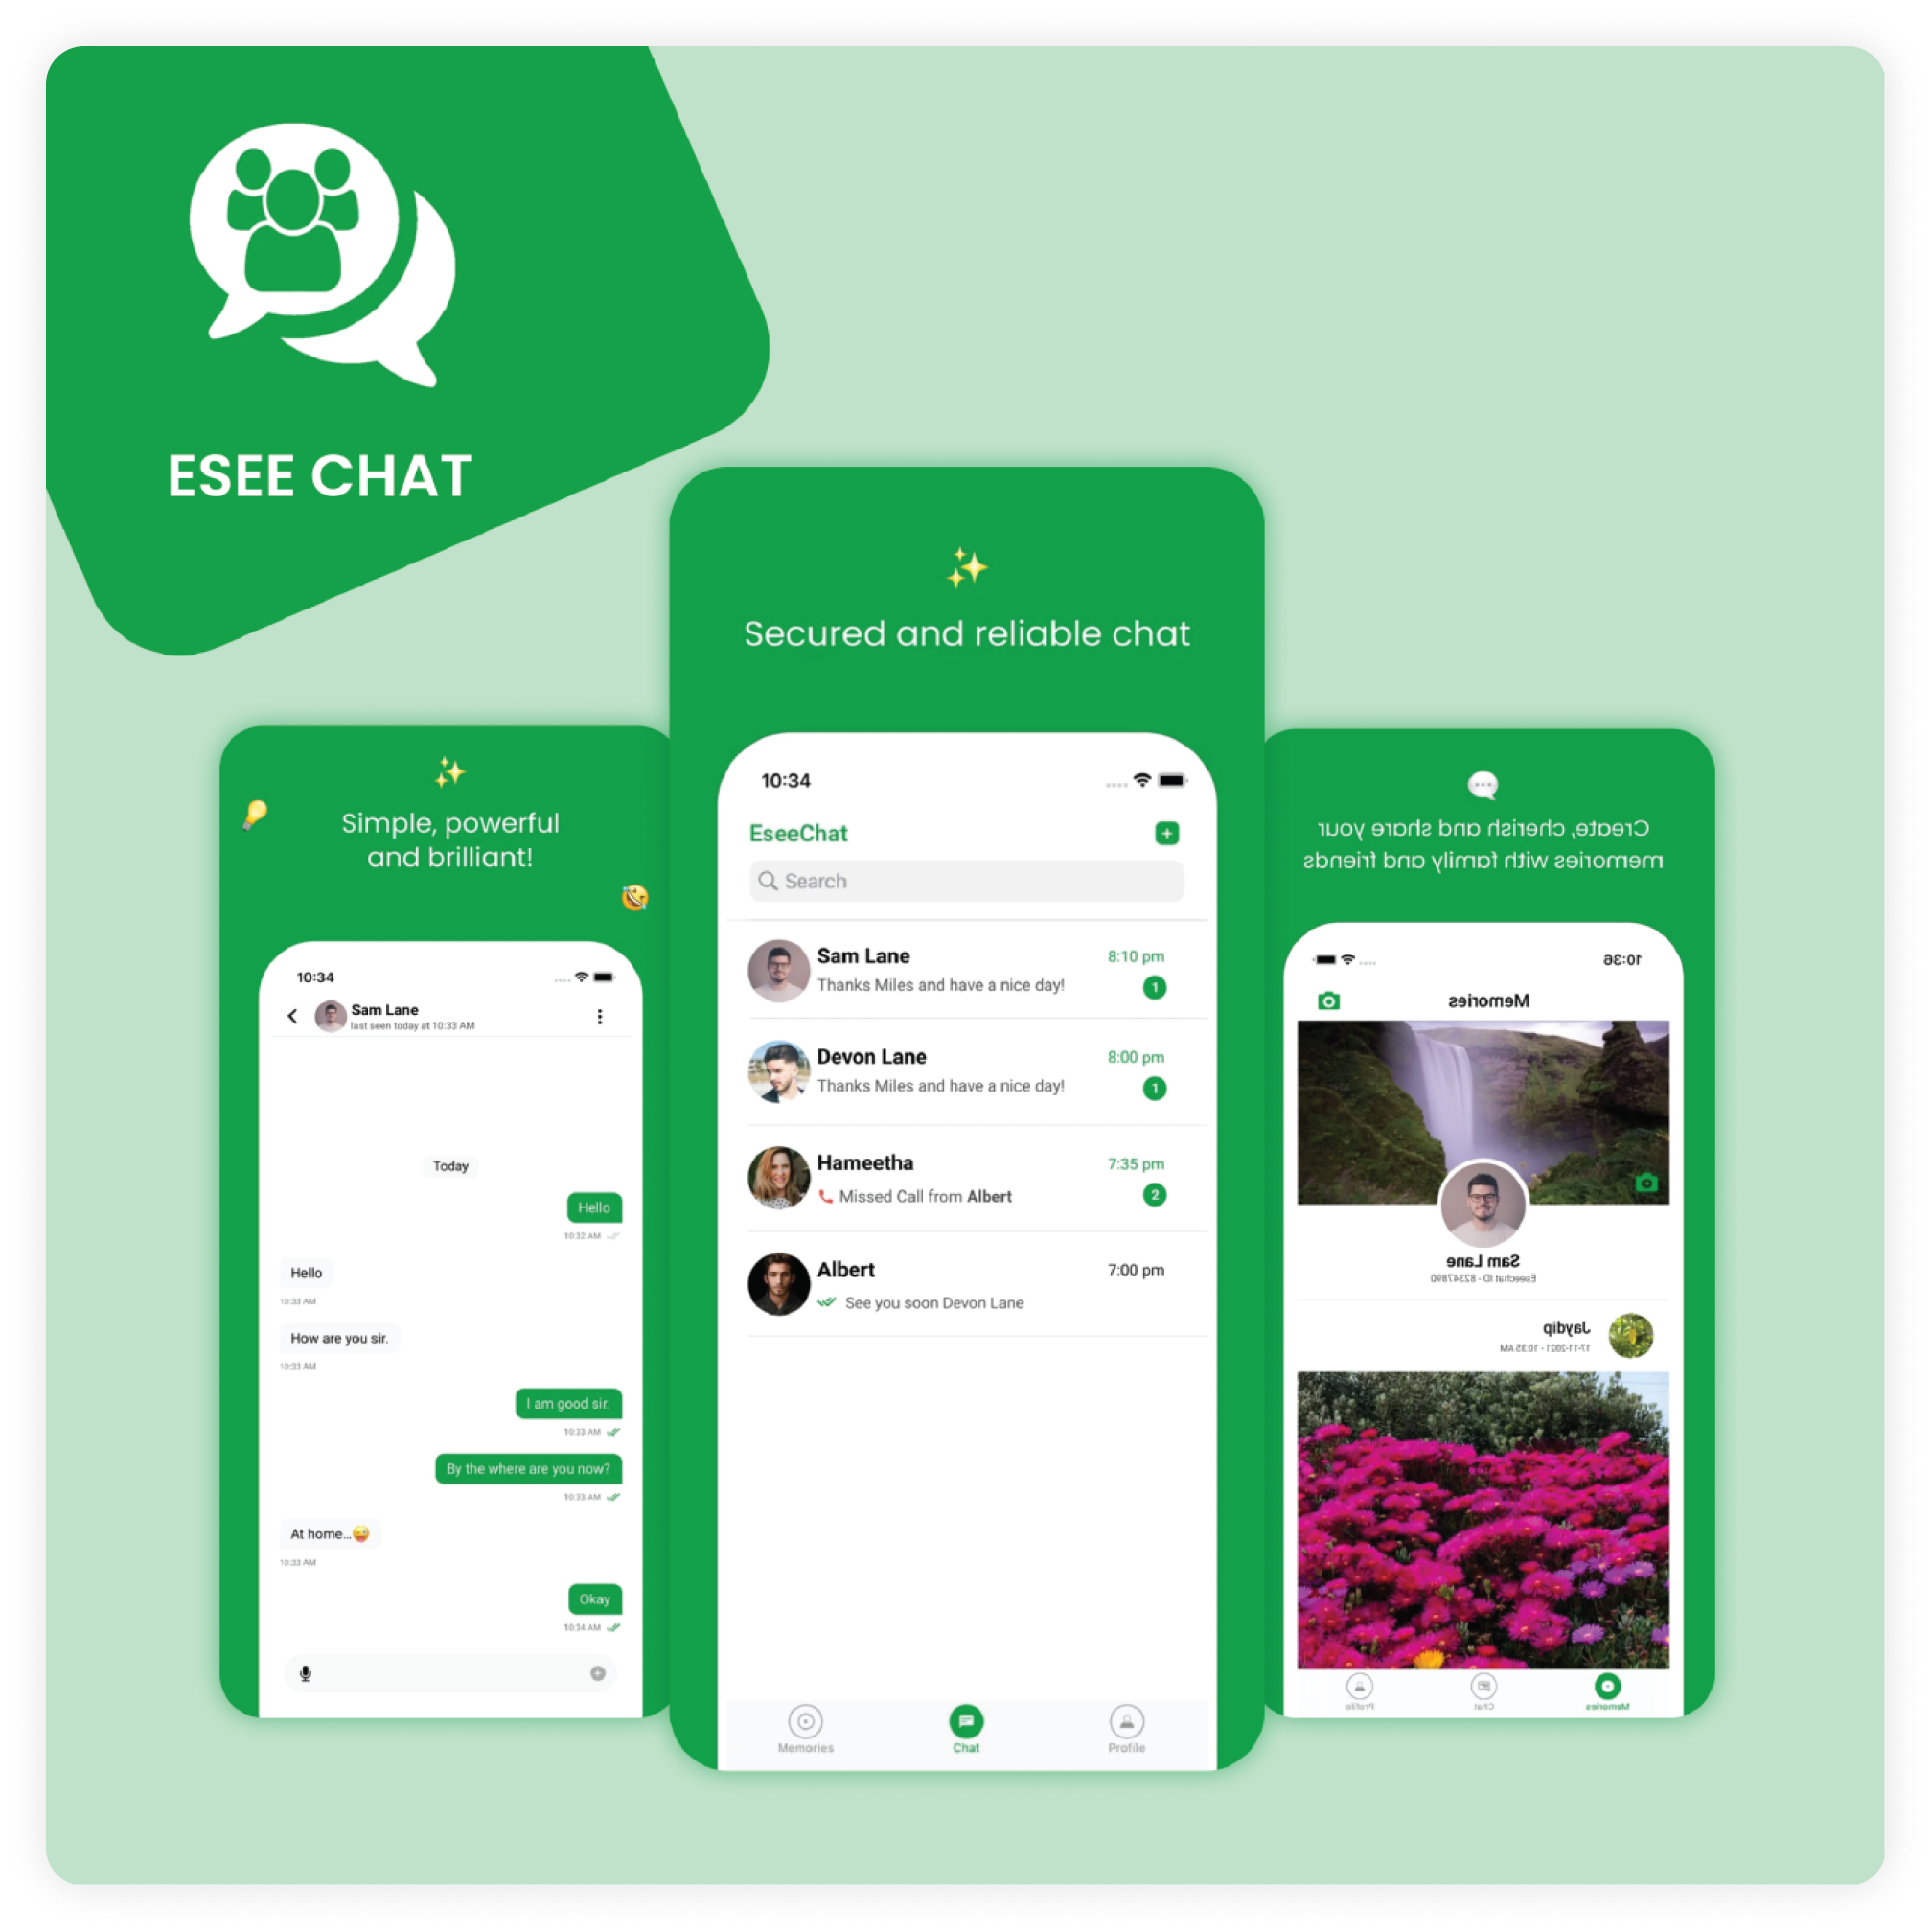 ESEE CHAT
Simple, powerful
and brilliant!
10:34
Sam Lane
last seen today at 10:33 AM
Today
Hello
10:32 AM
Hello
10:33 AM
How are you sir.
10:33 AM
I am good sir.
10:33 AM
By the where are you now?
10:33 AM
At home...😜
10:33 AM
Okay
10:34 AM
Secured and reliable chat
10:34
EseeChat
Search
Sam Lane 8:10 pm
Thanks Miles and have a nice day! 1
Devon Lane 8:00 pm
Thanks Miles and have a nice day! 1
Hameetha 7:35 pm
Missed Call from Albert 2
Albert 7:00 pm
See you soon Devon Lane
Memories Chat Profile
Create, cherish and share your
memories with family and friends
10:36
Memories
Sam Lane
Eseechat ID - 82347890
Jaydip
17-11-2021 - 10:35 AM
Memories Chat Profile